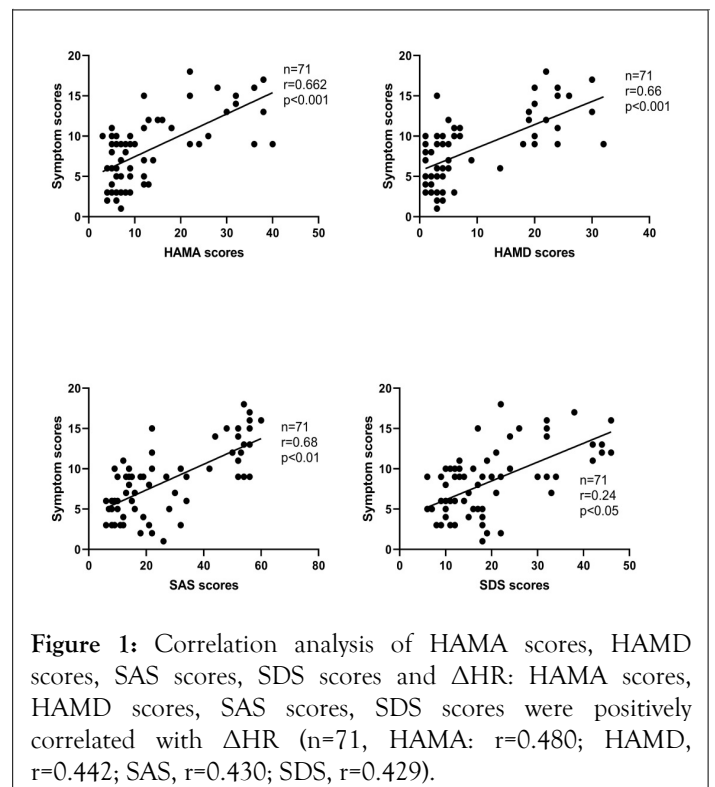 20
15
10
5
0
Symptom scores
0 10 20 30 40 50
HAMA scores
n=71
r=0.662
p<0.001
20
15
10
5
0
Symptom scores
0 10 20 30 40
HAMD scores
n=71
r=0.66
p<0.001
20
15
10
5
0
Symptom scores
0 20 40 60 80
SAS scores
n=71
r=0.68
p<0.01
20
15
10
5
0
Symptom scores
0 10 20 30 40 50
SDS scores
n=71
r=0.24
p<0.05
Figure 1: Correlation analysis of HAMA scores, HAMD
scores, SAS scores, SDS scores and ΔHR: HAMA scores,
HAMD scores, SAS scores, SDS scores were positively
correlated with ΔHR (n=71, HAMA: r=0.480; HAMD,
r=0.442; SAS, r=0.430; SDS, r=0.429).